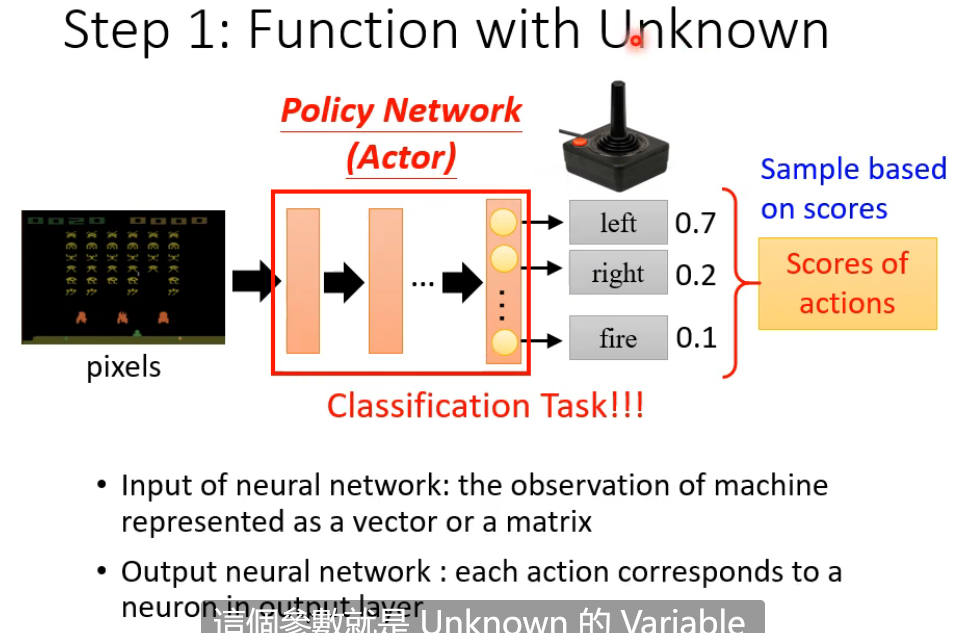 Step 1: Function with Unknown
Policy Network
(Actor)
Sample based
on scores
left 0.7
right 0.2
fire 0.1
Scores of
actions
pixels
...
Classification Task!!!
• Input of neural network: the observation of machine
represented as a vector or a matrix
• Output neural network : each action corresponds to a
neuron in output layer
這個參數就是 Unknown 的 Variable